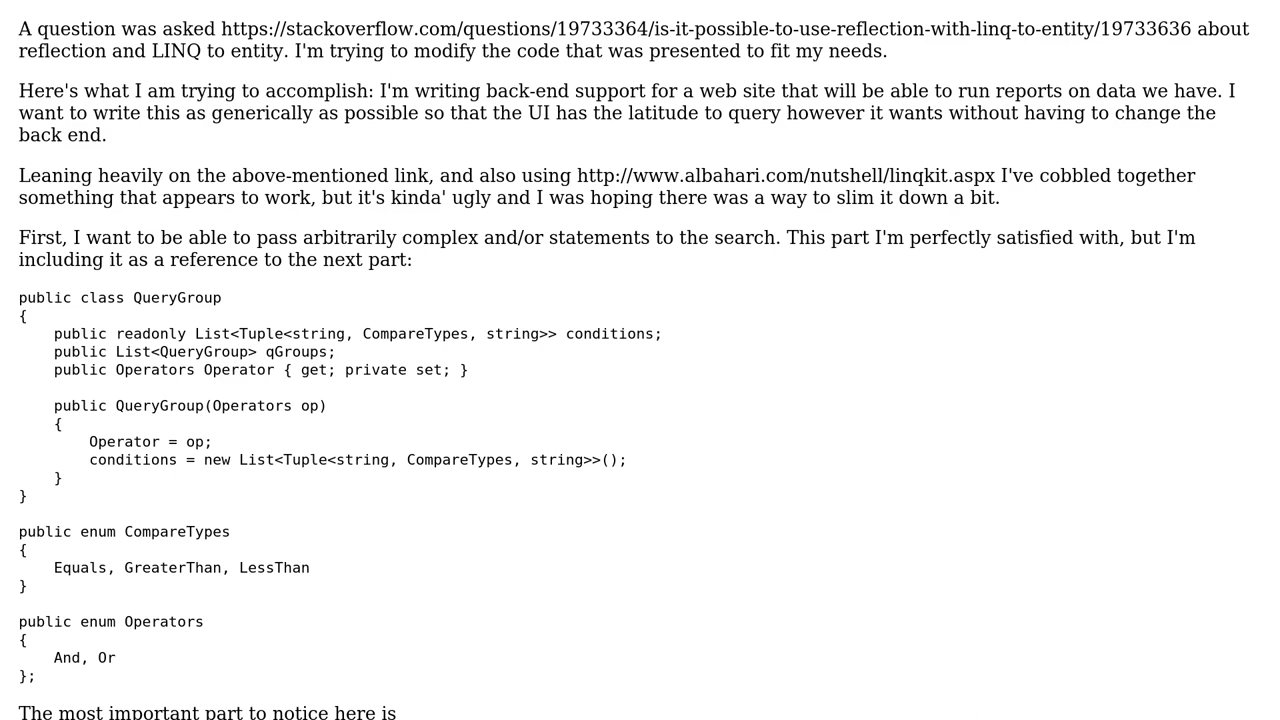 A question was asked https://stackoverflow.com/questions/19733364/is-it-possible-to-use-reflection-with-linq-to-entity/19733636 about
reflection and LINQ to entity. I'm trying to modify the code that was presented to fit my needs.
Here's what I am trying to accomplish: I'm writing back-end support for a web site that will be able to run reports on data we have. I
want to write this as generically as possible so that the UI has the latitude to query however it wants without having to change the
back end.
Leaning heavily on the above-mentioned link, and also using http://www.albahari.com/nutshell/linqkit.aspx I've cobbled together
something that appears to work, but it's kinda' ugly and I was hoping there was a way to slim it down a bit.
First, I want to be able to pass arbitrarily complex and/or statements to the search. This part I'm perfectly satisfied with, but I'm
including it as a reference to the next part:
public class QueryGroup
{
    public readonly List<Tuple<string, CompareTypes, string>> conditions;
    public List<QueryGroup> qGroups;
    public Operators Operator { get; private set; }
    public QueryGroup(Operators op)
    {
        Operator = op;
        conditions = new List<Tuple<string, CompareTypes, string>>();
    }
}
public enum CompareTypes
{
    Equals, GreaterThan, LessThan
}
public enum Operators
{
    And, Or
};
The most important part to notice here is